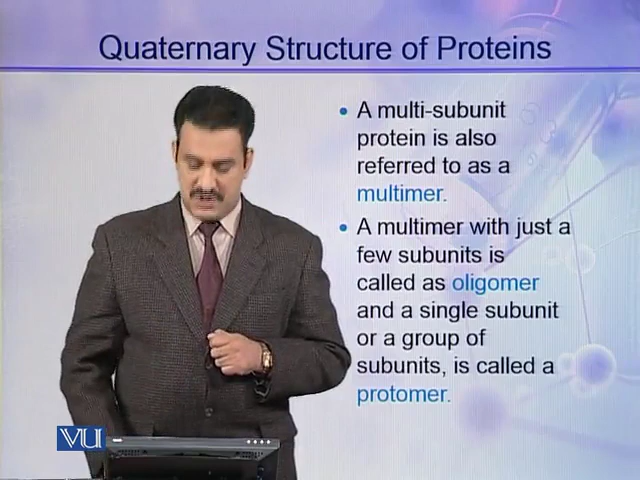 Quaternary Structure of Proteins
• A multi-subunit
protein is also
referred to as a
multimer.
• A multimer with just a
few subunits is
called as oligomer
and a single subunit
or a group of
subunits, is called a
protomer.
VU